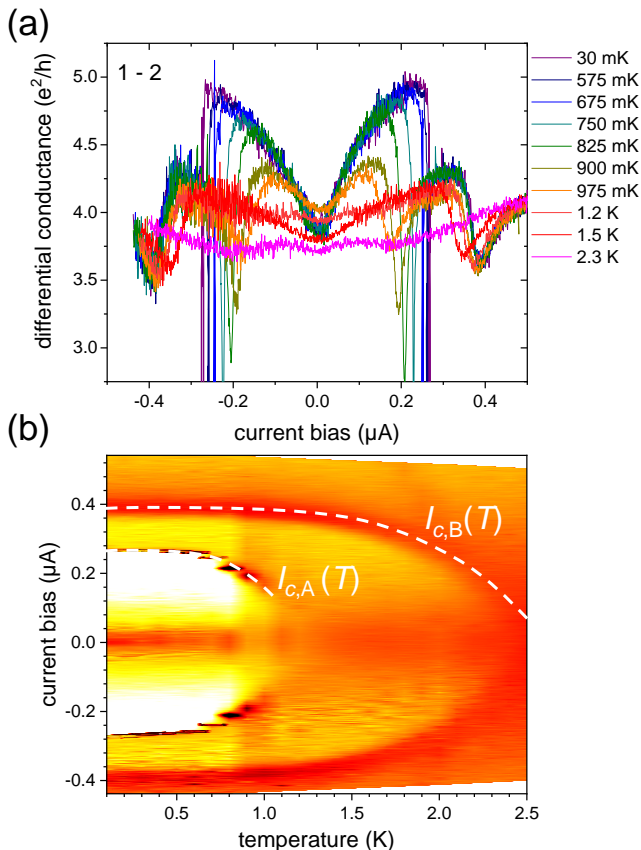 (a)
1 - 2
differential conductance (e²/h)
5.0
4.5
4.0
3.5
3.0
-0.4
-0.2
0.0
0.2
0.4
current bias (µA)
30 mK
575 mK
675 mK
750 mK
825 mK
900 mK
975 mK
1.2 K
1.5 K
2.3 K
(b)
current bias (µA)
0.4
0.2
0.0
-0.2
-0.4
I_{c,B}(T)
I_{c,A}(T)
0.5
1.0
1.5
2.0
2.5
temperature (K)